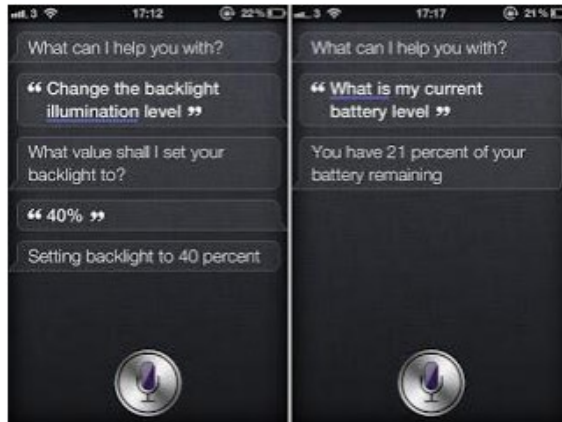 3 17:12 22%
What can I help you with?
“ Change the backlight
illumination level ”
What value shall I set your
backlight to?
“ 40% ”
Setting backlight to 40 percent
3 17:17 21%
What can I help you with?
“ What is my current
battery level ”
You have 21 percent of your
battery remaining